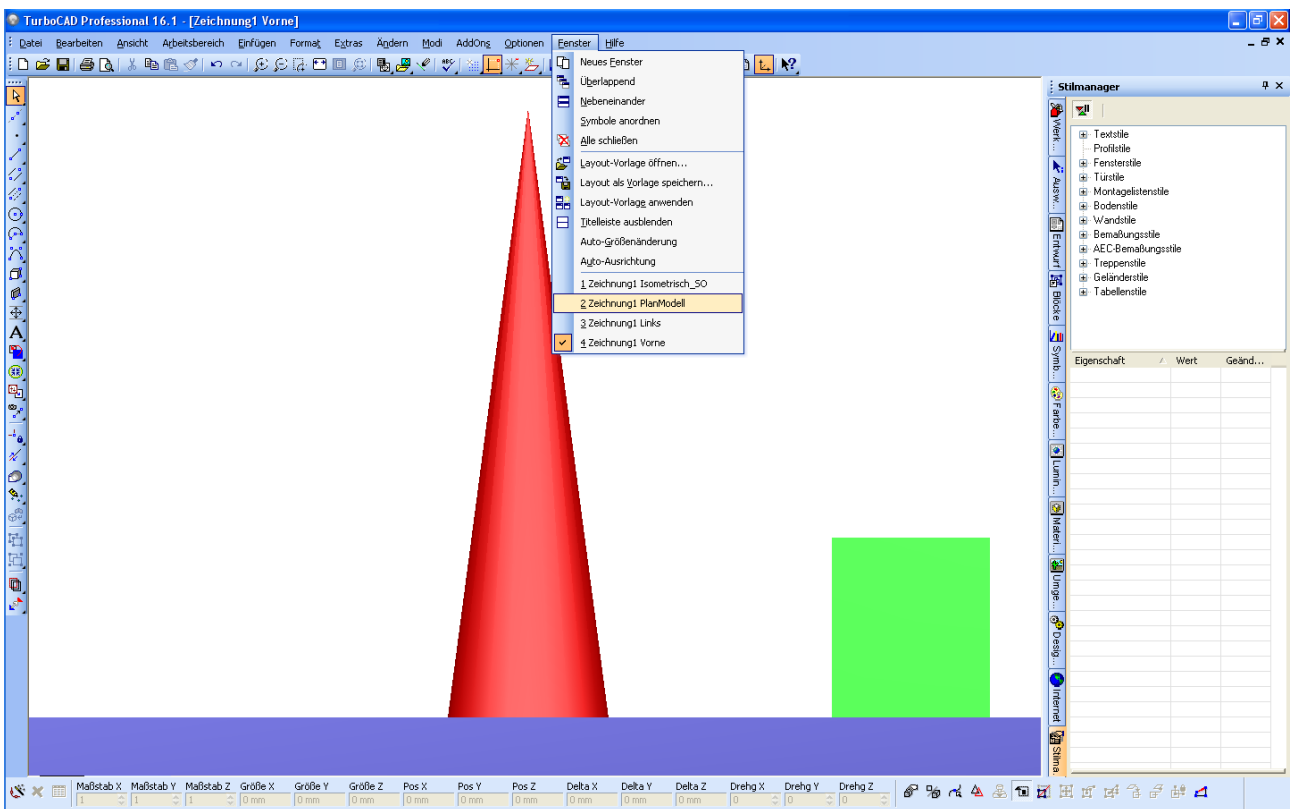 TurboCAD Professional 16.1 - [Zeichnung1 Vorne]
Datei Bearbeiten Ansicht Arbeitsbereich Einfügen Format Extras Ändern Modi AddOns Optionen Fenster Hilfe
Neues Fenster
Überlappend
Nebeneinander
Symbole anordnen
Alle schließen
Layout-Vorlage öffnen...
Layout als Vorlage speichern...
Layout-Vorlage anwenden
Titelleiste ausblenden
Auto-Größenänderung
Auto-Ausrichtung
1 Zeichnung1 Isometrisch_SO
2 Zeichnung1 PlanModell
3 Zeichnung1 Links
4 Zeichnung1 Vorne
Stilmanager
Textstile
Profilstile
Fensterstile
Türstile
Montagelistenstile
Bodenstile
Wandstile
Bemaßungsstile
AEC-Bemaßungsstile
Treppenstile
Geländerstile
Tabellenstile
Eigenschaft Wert Geänd...
Werk...
Ausw...
Entwurf
Blöcke
Symb...
Farbe...
Lumin...
Materi...
Umge...
Desig...
Internet
Stilma...
Maßstab X Maßstab Y Maßstab Z Größe X Größe Y Größe Z Pos X Pos Y Pos Z Delta X Delta Y Delta Z Drehg X Drehg Y Drehg Z
1 1 1 0 mm 0 mm 0 mm 0 mm 0 mm 0 mm 0 mm 0 mm 0 mm 0 0 0